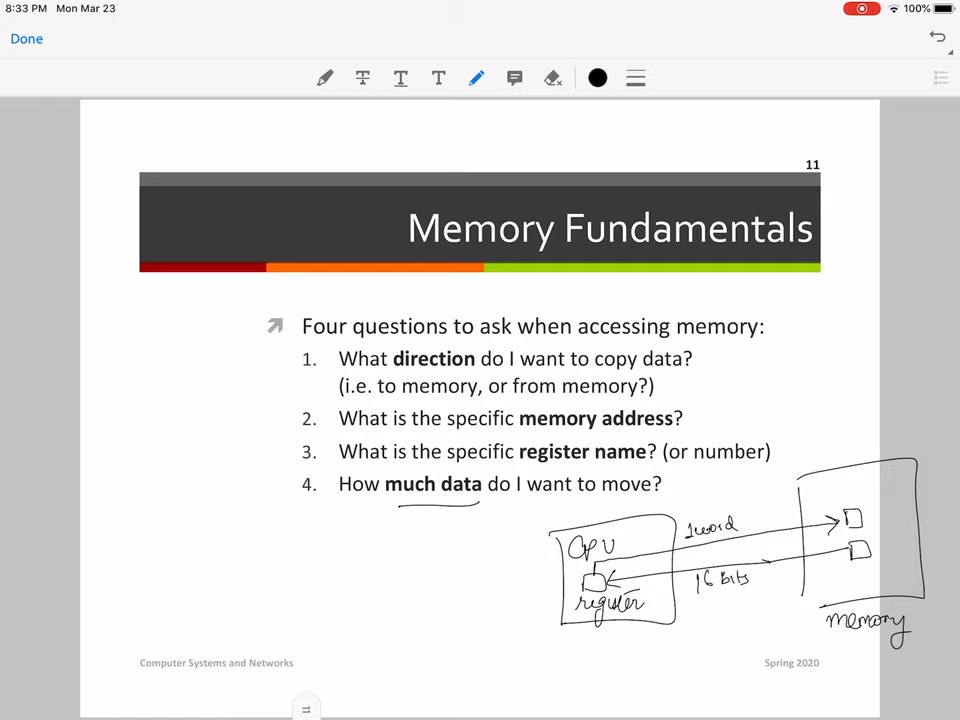 8:33 PM Mon Mar 23
100%
Done
11
Memory Fundamentals
Four questions to ask when accessing memory:
1. What direction do I want to copy data?
(i.e. to memory, or from memory?)
2. What is the specific memory address?
3. What is the specific register name? (or number)
4. How much data do I want to move?
1word
CPU
16 Bits
register
memory
Computer Systems and Networks
Spring 2020
11